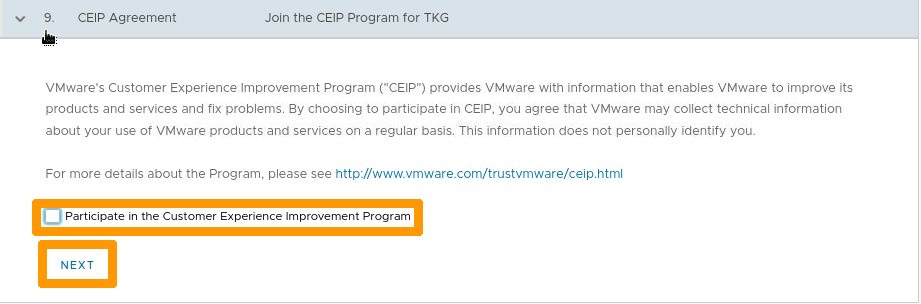 9. CEIP Agreement Join the CEIP Program for TKG
VMware's Customer Experience Improvement Program ("CEIP") provides VMware with information that enables VMware to improve its
products and services and fix problems. By choosing to participate in CEIP, you agree that VMware may collect technical information
about your use of VMware products and services on a regular basis. This information does not personally identify you.
For more details about the Program, please see http://www.vmware.com/trustvmware/ceip.html
Participate in the Customer Experience Improvement Program
NEXT